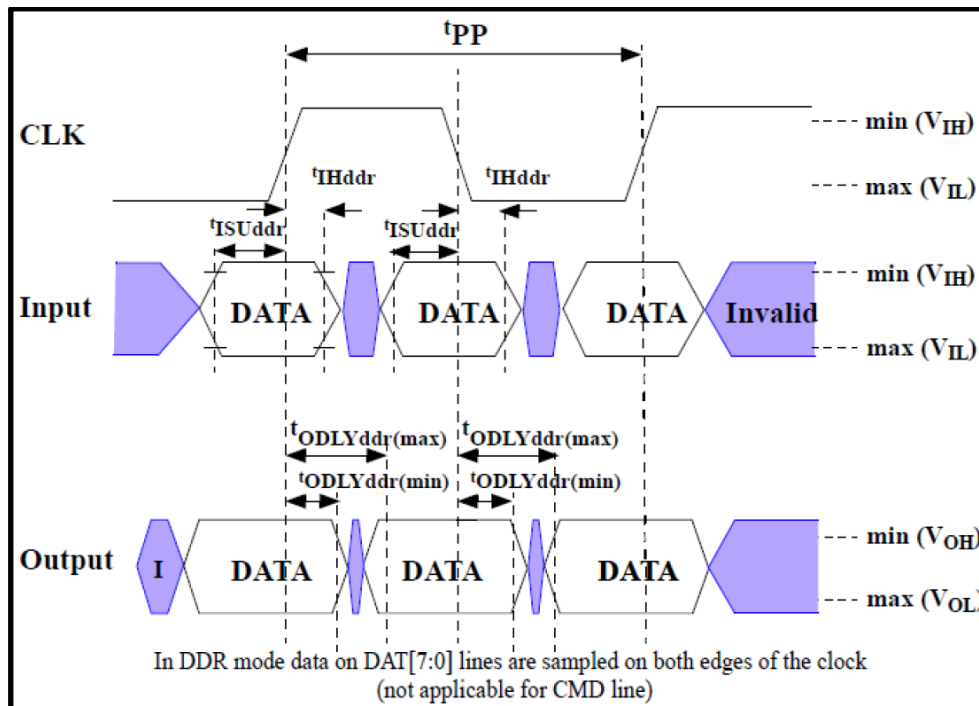 tPP
CLK
min (VIH)
max (VIL)
tIHddr
tIHddr
tISUddr
tISUddr
Input
DATA
DATA
DATA
Invalid
min (VIH)
max (VIL)
tODLYddr(max)
tODLYddr(max)
tODLYddr(min)
tODLYddr(min)
Output
I
DATA
DATA
DATA
min (VOH)
max (VOL)
In DDR mode data on DAT[7:0] lines are sampled on both edges of the clock
(not applicable for CMD line)